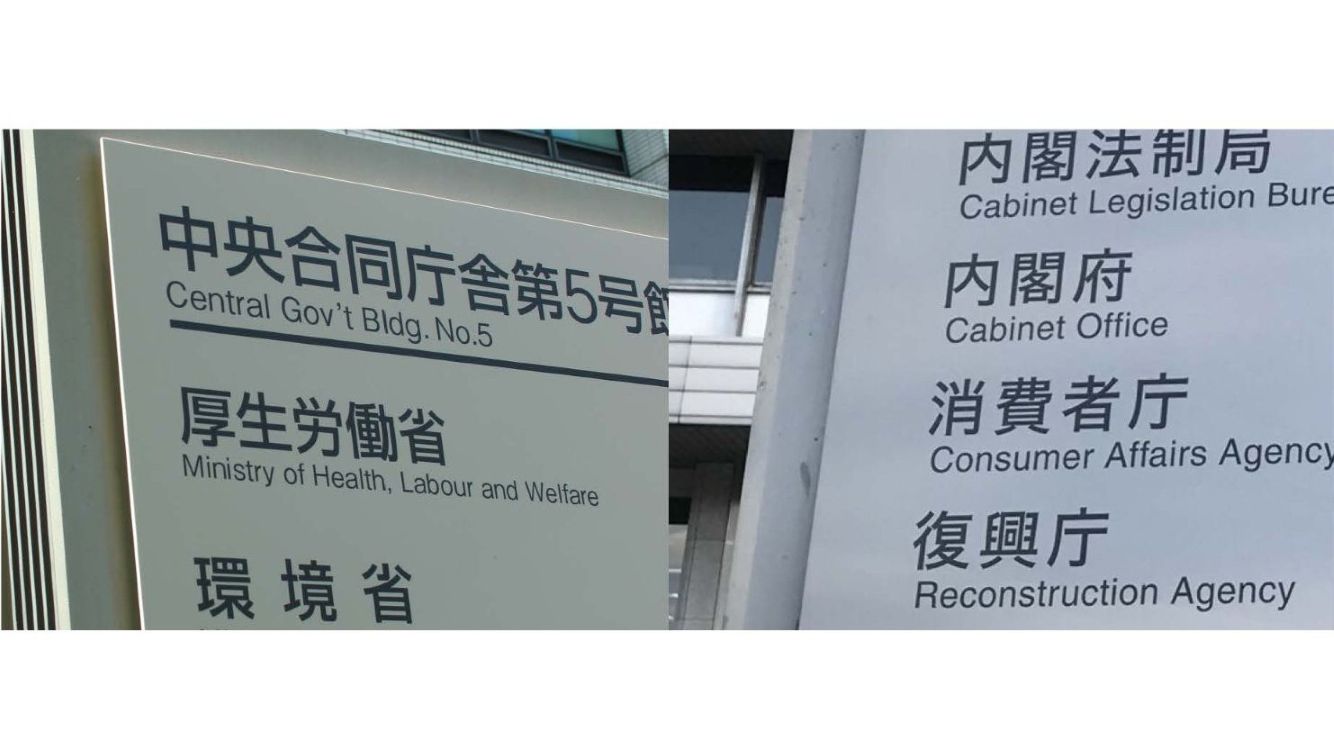 中央合同庁舎第5号館
Central Gov't Bldg. No.5
厚生労働省
Ministry of Health, Labour and Welfare
環境省
内閣法制局
Cabinet Legislation
内閣府
Cabinet Office
消費者庁
Consumer Affairs Agency
復興庁
Reconstruction Agency